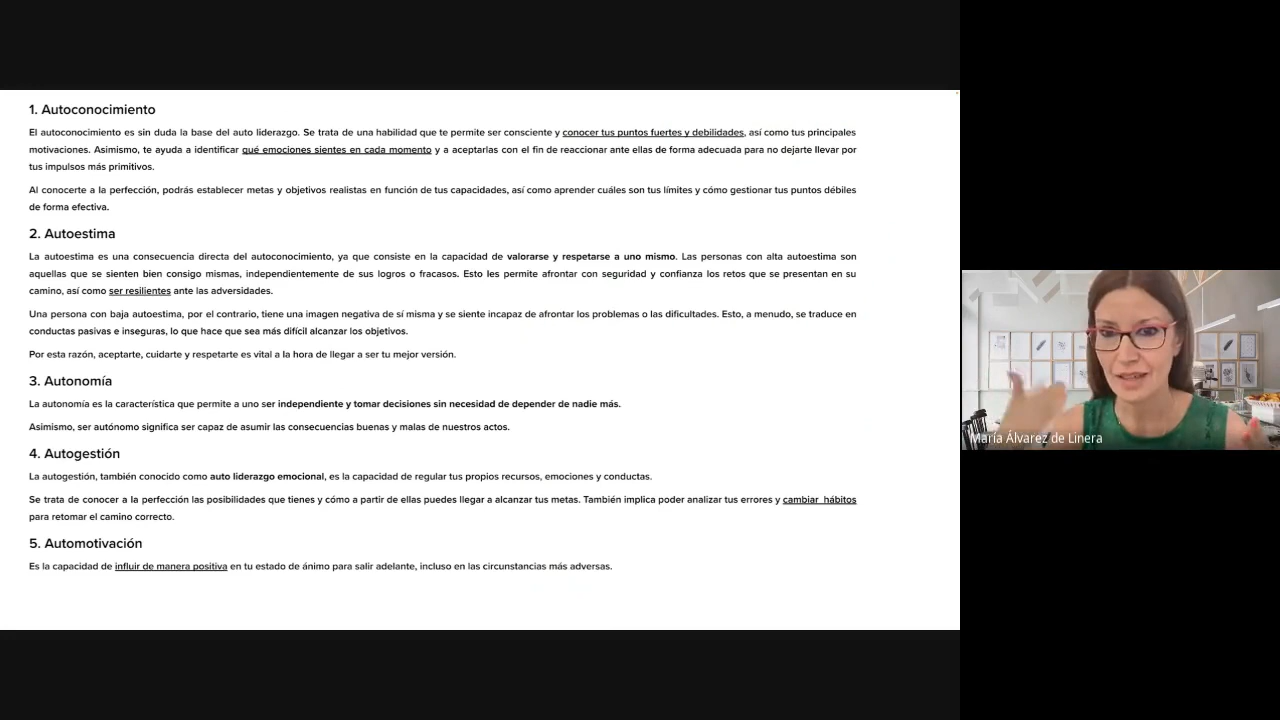 1. Autoconocimiento
El autoconocimiento es sin duda la base del auto liderazgo. Se trata de una habilidad que te permite ser consciente y conocer tus puntos fuertes y debilidades, así como tus principales
motivaciones. Asimismo, te ayuda a identificar qué emociones sientes en cada momento y a aceptarlas con el fin de reaccionar ante ellas de forma adecuada para no dejarte llevar por
tus impulsos más primitivos.
Al conocerte a la perfección, podrás establecer metas y objetivos realistas en función de tus capacidades, así como aprender cuáles son tus límites y cómo gestionar tus puntos débiles
de forma efectiva.
2. Autoestima
La autoestima es una consecuencia directa del autoconocimiento, ya que consiste en la capacidad de valorarse y respetarse a uno mismo. Las personas con alta autoestima son
aquellas que se sienten bien consigo mismas, independientemente de sus logros o fracasos. Esto les permite afrontar con seguridad y confianza los retos que se presentan en su
camino, así como ser resilientes ante las adversidades.
Una persona con baja autoestima, por el contrario, tiene una imagen negativa de sí misma y se siente incapaz de afrontar los problemas o las dificultades. Esto, a menudo, se traduce en
conductas pasivas e inseguras, lo que hace que sea más difícil alcanzar los objetivos.
Por esta razón, aceptarte, cuidarte y respetarte es vital a la hora de llegar a ser tu mejor versión.
3. Autonomía
La autonomía es la característica que permite a uno ser independiente y tomar decisiones sin necesidad de depender de nadie más.
Asimismo, ser autónomo significa ser capaz de asumir las consecuencias buenas y malas de nuestros actos.
4. Autogestión
La autogestión, también conocido como auto liderazgo emocional, es la capacidad de regular tus propios recursos, emociones y conductas.
Se trata de conocer a la perfección las posibilidades que tienes y cómo a partir de ellas puedes llegar a alcanzar tus metas. También implica poder analizar tus errores y cambiar hábitos
para retomar el camino correcto.
5. Automotivación
Es la capacidad de influir de manera positiva en tu estado de ánimo para salir adelante, incluso en las circunstancias más adversas.
María Álvarez de Linera